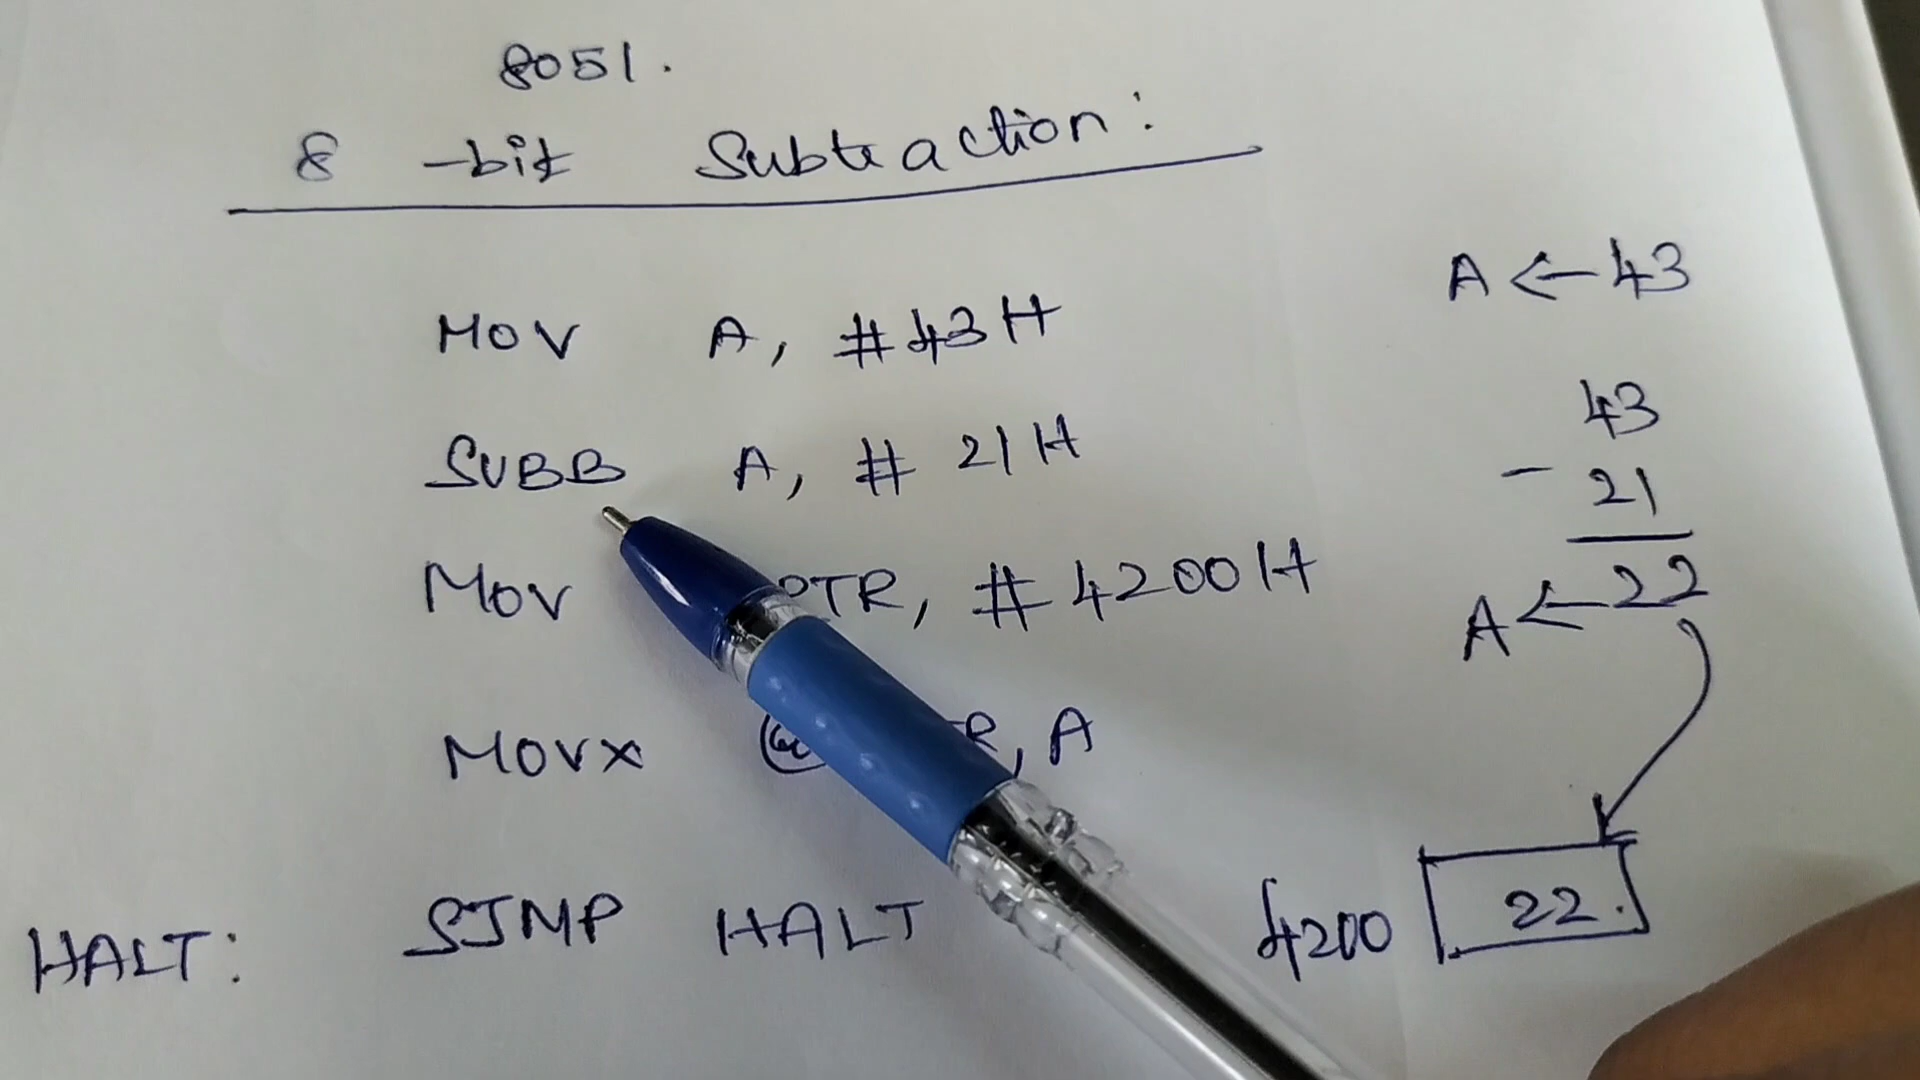 8051.
8 -bit Subtraction:
MOV A, #43H
SUBB A, # 21H
MOV PTR, #4200H
MOVX @ R, A
HALT: SJMP HALT
A ← 43
43
- 21
A ← 22
4200 22.